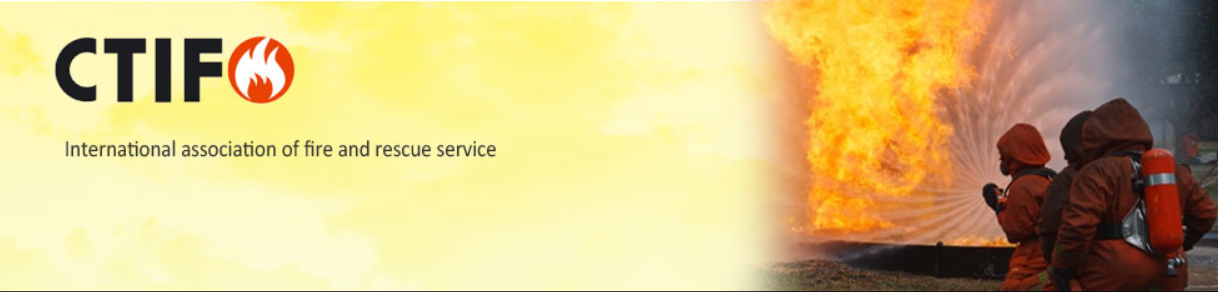 CTIF
International association of fire and rescue service